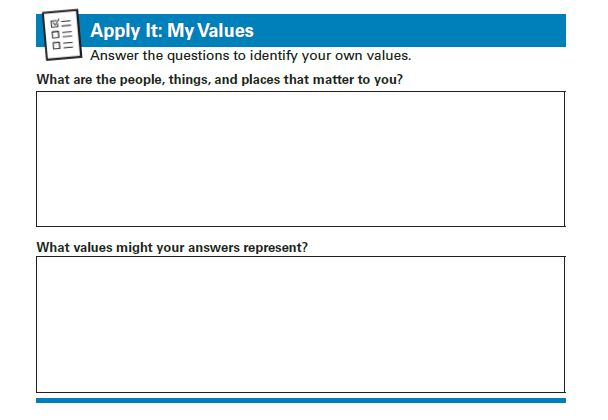 Apply It: My Values
Answer the questions to identify your own values.
What are the people, things, and places that matter to you?
What values might your answers represent?